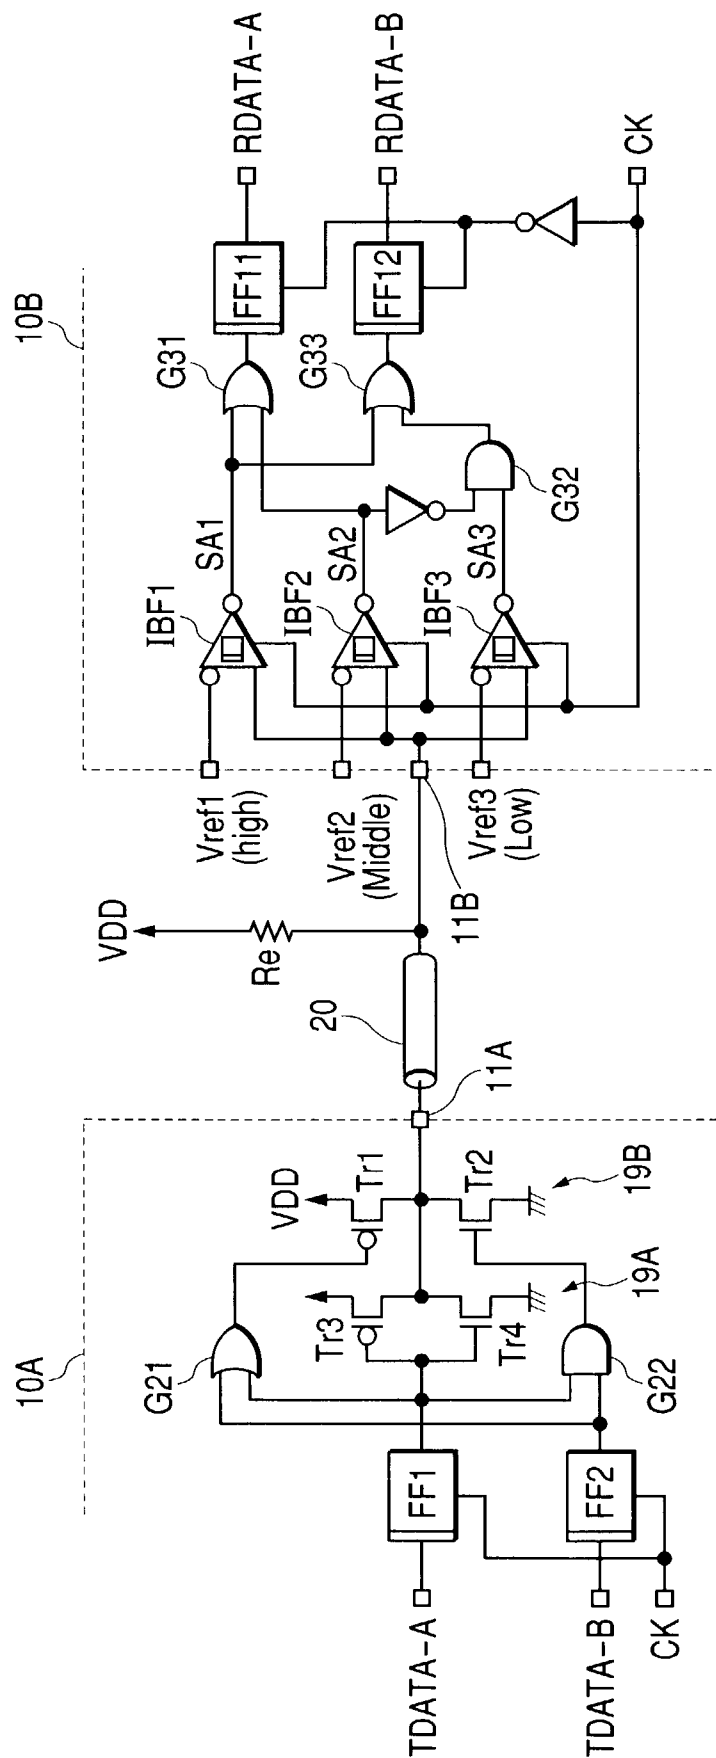 10A
TDATA-A
TDATA-B
CK
FF1
FF2
G21
G22
Tr3
Tr4
VDD
Tr1
Tr2
19A
19B
11A
20
VDD
Re
11B
10B
Vref1
(high)
Vref2
(Middle)
Vref3
(Low)
IBF1
IBF2
IBF3
SA1
SA2
SA3
G31
G33
G32
FF11
FF12
RDATA-A
RDATA-B
CK